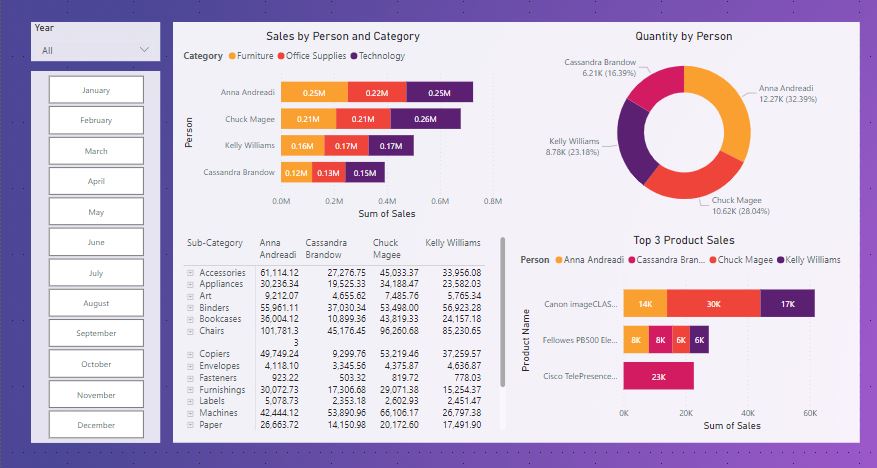 Year
All
January
February
March
April
May
June
July
August
September
October
November
December
Sales by Person and Category
Category Furniture Office Supplies Technology
Person
Anna Andreadi 0.25M 0.22M 0.25M
Chuck Magee 0.21M 0.21M 0.26M
Kelly Williams 0.16M 0.17M 0.17M
Cassandra Brandow 0.12M 0.13M 0.15M
0.0M 0.2M 0.4M 0.6M 0.8M
Sum of Sales
Quantity by Person
Cassandra Brandow
6.21K (16.39%)
Anna Andreadi
12.27K (32.39%)
Kelly Williams
8.78K (23.18%)
Chuck Magee
10.62K (28.04%)
Sub-Category Anna Cassandra Chuck Kelly Williams
Andreadi Brandow Magee
Accessories 61,114.12 27,276.75 45,033.37 33,956.08
Appliances 30,236.34 19,525.33 34,188.47 23,582.03
Art 9,212.07 4,655.62 7,485.76 5,765.34
Binders 55,961.11 37,030.34 53,498.00 56,923.28
Bookcases 36,004.12 10,899.36 43,819.33 24,157.18
Chairs 101,781.3 45,176.45 96,260.68 85,230.65
3
Copiers 49,749.24 9,299.76 53,219.46 37,259.57
Envelopes 4,118.10 3,345.56 4,375.87 4,636.87
Fasteners 923.22 503.32 819.72 778.03
Furnishings 30,072.73 17,306.68 29,071.38 15,254.37
Labels 5,078.73 2,353.18 2,602.93 2,451.47
Machines 42,444.12 53,890.96 66,106.17 26,797.38
Paper 26,663.72 14,150.98 20,172.60 17,491.90
Top 3 Product Sales
Person Anna Andreadi Cassandra Bran... Chuck Magee Kelly Williams
Product Name
Canon imageCLAS... 14K 30K 17K
Fellowes PB500 Ele... 8K 8K 6K 6K
Cisco TelePresence... 23K
0K 20K 40K 60K
Sum of Sales